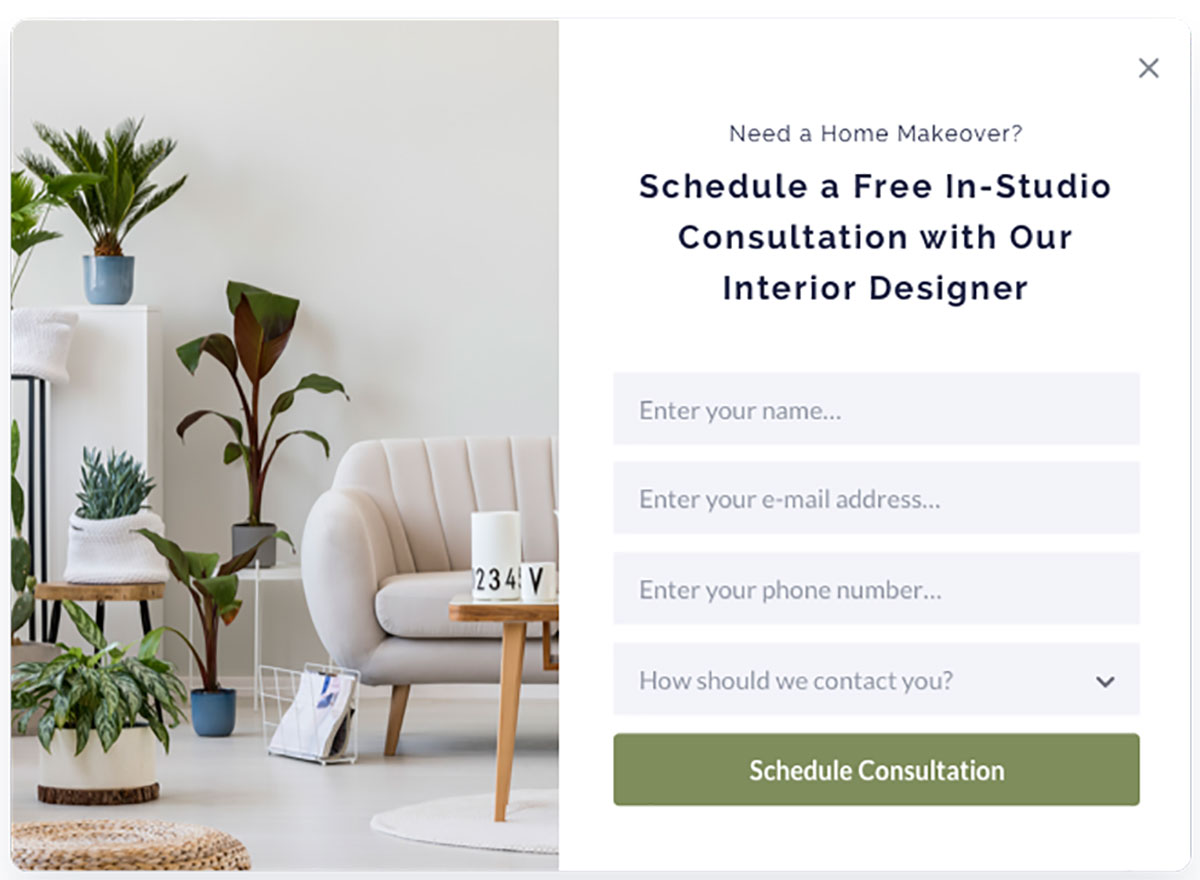 Need a Home Makeover?
Schedule a Free In-Studio
Consultation with Our
Interior Designer
Enter your name...
Enter your e-mail address...
Enter your phone number...
How should we contact you?
Schedule Consultation
2345
V